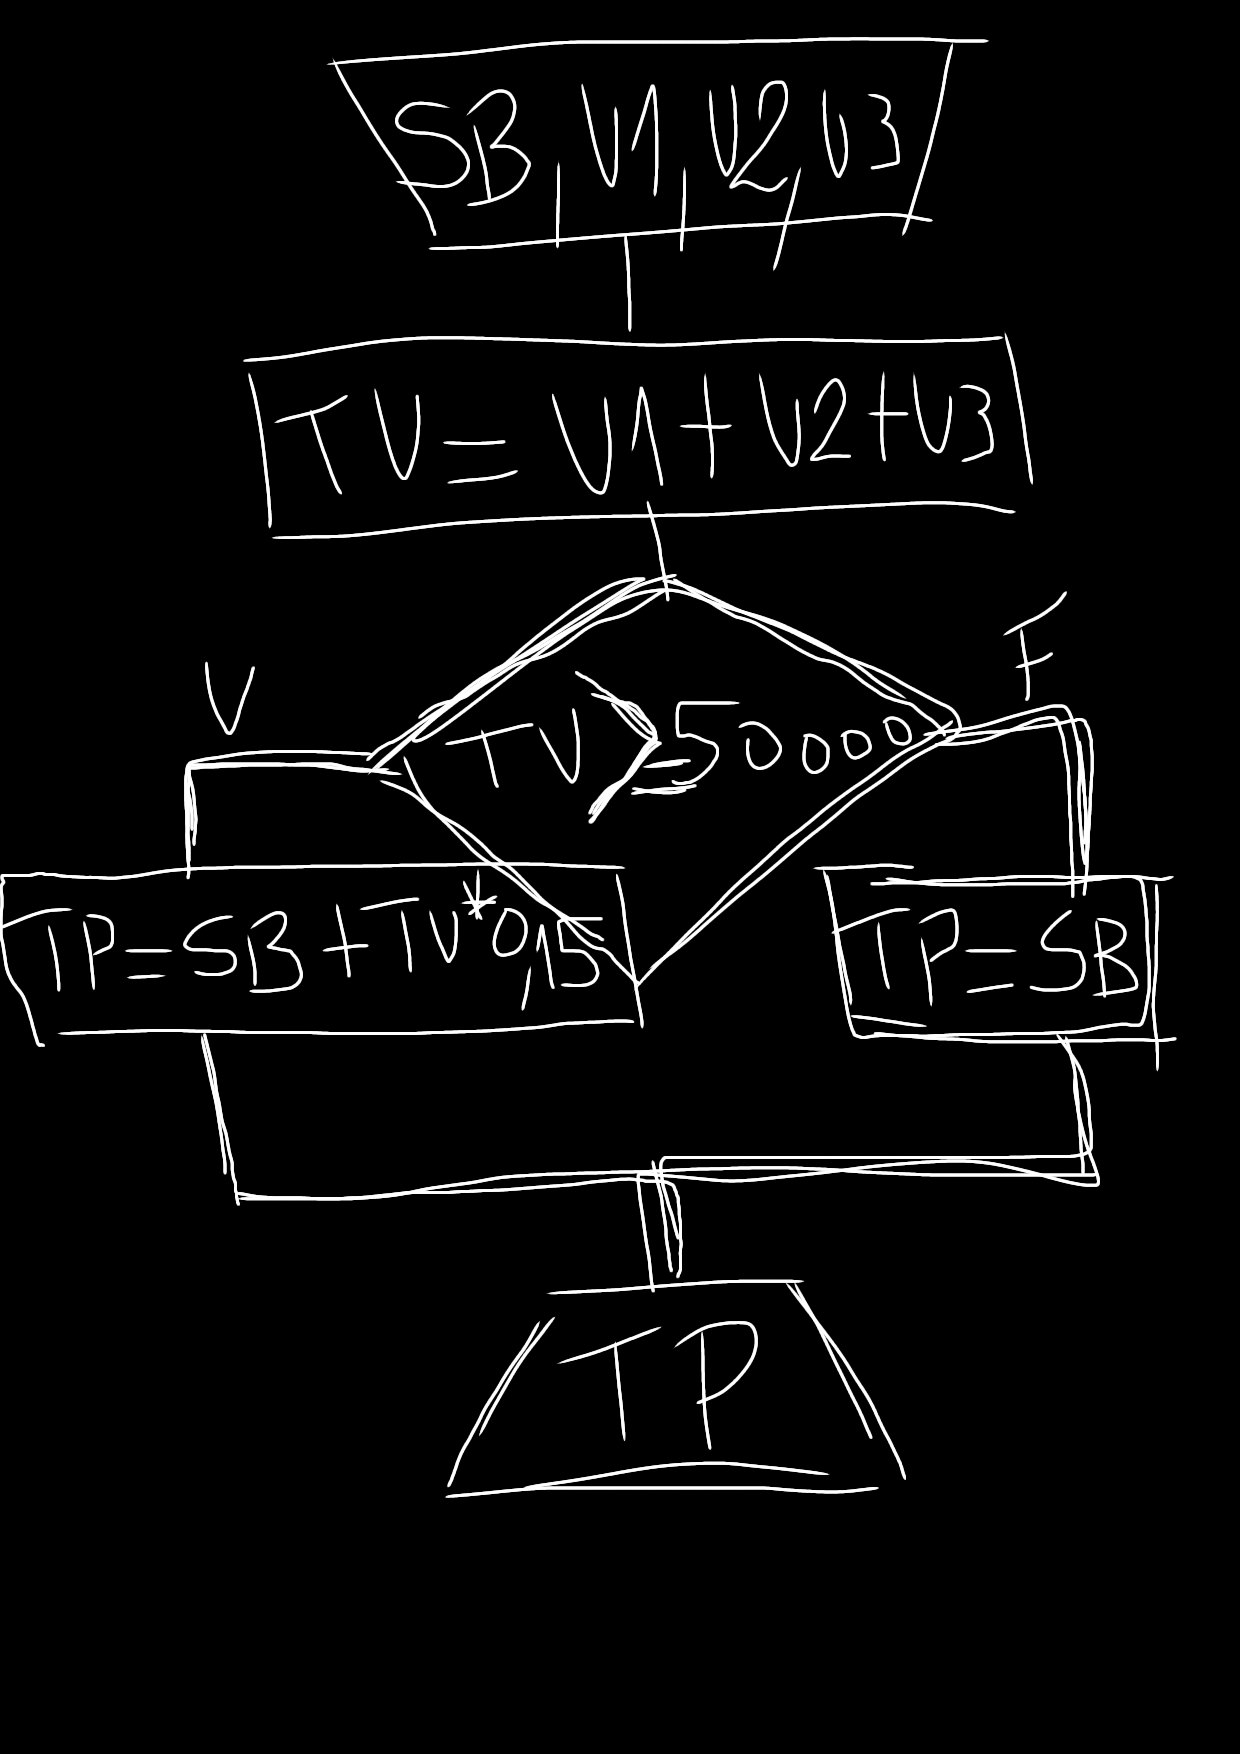 SB, V1, V2, V3
TV = V1 + V2 + V3
V
F
TV ≥ 50000
TP = SB + TV * 0,15
TP = SB
TP